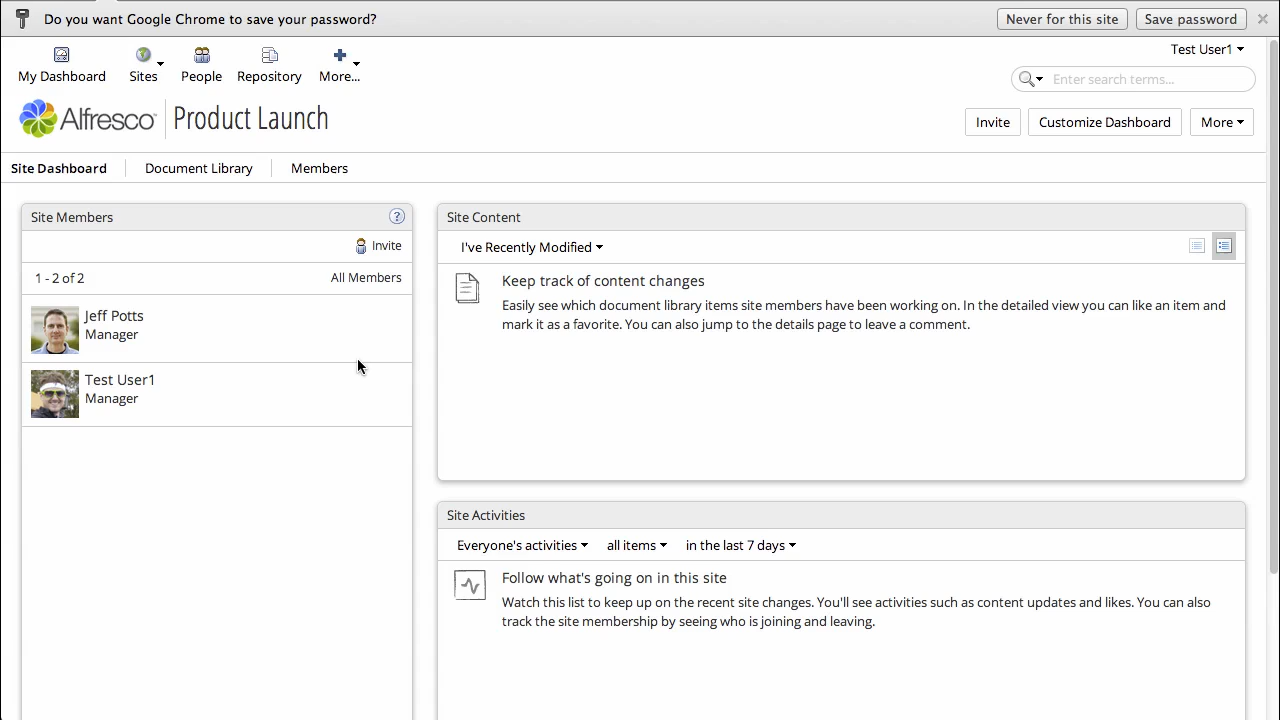 Do you want Google Chrome to save your password?
Never for this site
Save password
My Dashboard
Sites
People
Repository
More...
Test User1
Enter search terms...
Alfresco
Product Launch
Invite
Customize Dashboard
More
Site Dashboard
Document Library
Members
Site Members
?
Invite
1 - 2 of 2
All Members
Jeff Potts
Manager
Test User1
Manager
Site Content
I've Recently Modified
Keep track of content changes
Easily see which document library items site members have been working on. In the detailed view you can like an item and
mark it as a favorite. You can also jump to the details page to leave a comment.
Site Activities
Everyone's activities
all items
in the last 7 days
Follow what's going on in this site
Watch this list to keep up on the recent site changes. You'll see activities such as content updates and likes. You can also
track the site membership by seeing who is joining and leaving.